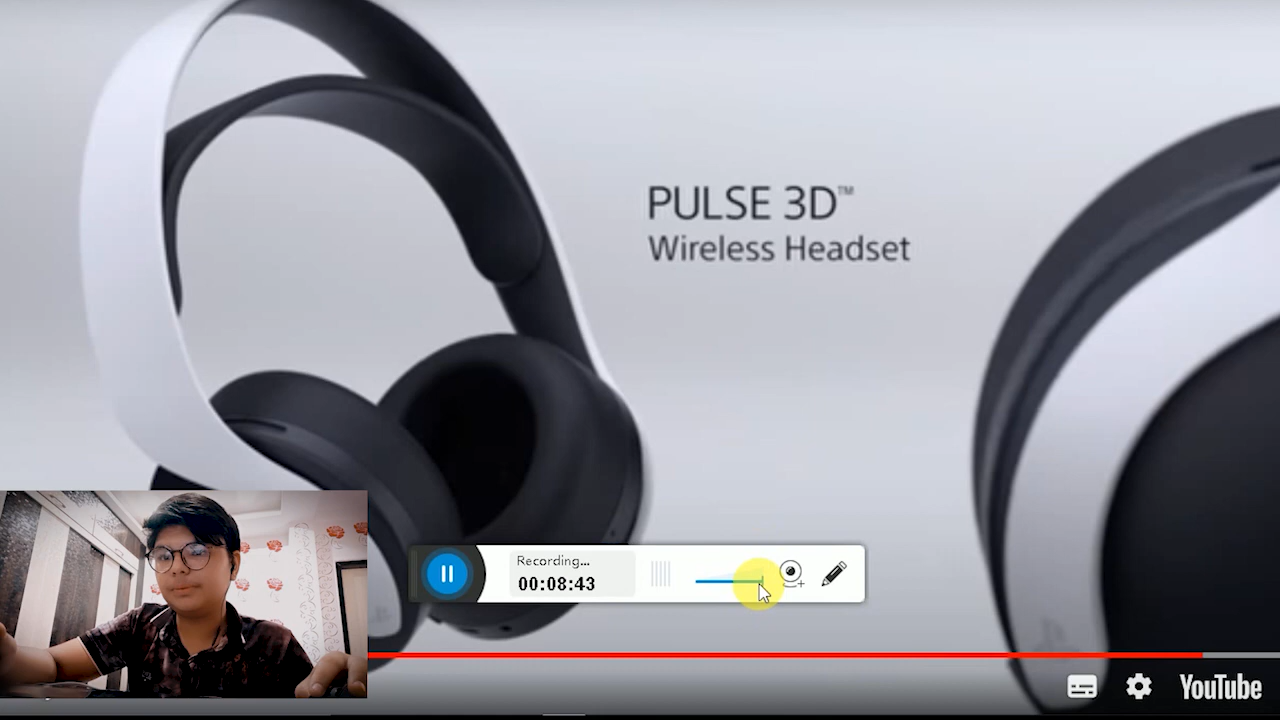 PULSE 3D™
Wireless Headset
Recording...
00:08:43
YouTube